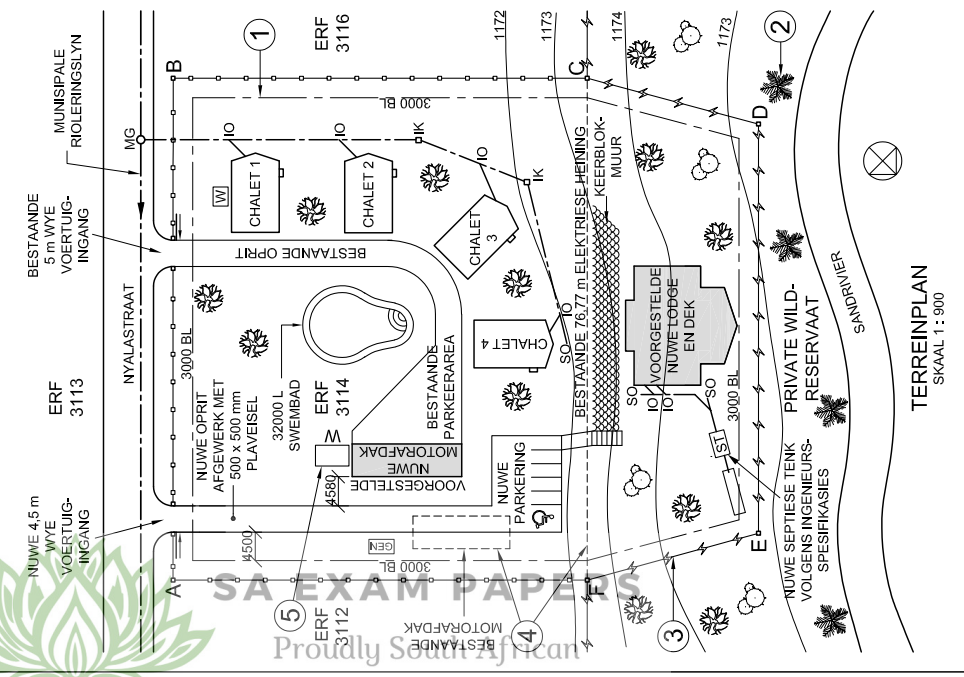 NUWE 4,5 m
WYE
VOERTUIG-
INGANG
ERF
3113
BESTAANDE
5 m WYE
VOERTUIG-
INGANG
MUNISIPALE
RIOLERINGSLYN
NYALASTRAAT
MG
A
B
3000 BL
NUWE OPRIT
AFGEWERK MET
500 x 500 mm
PLAVEISEL
32000 L
SWEMBAD
ERF
3114
BESTAANDE OPRIT
W
CHALET 1
IO
CHALET 2
IO
IK
CHALET
3
IO
IK
CHALET 4
SO
IO
1
ERF
3116
3000 BL
4500
4580
GEN
3000 BL
5
W
VOORGESTELDE
NUWE
MOTORAFDAK
BESTAANDE
PARKEERAREA
NUWE
PARKERING
ERF
3112
BESTAANDE
MOTORAFDAK
4
F
C
BESTAANDE 76,77 m ELEKTRIESE HEINING
KEERBLOK-
MUUR
1172
1173
1174
1173
VOORGESTELDE
NUWE LODGE
EN DEK
SO
IO
IO
SO
ST
3000 BL
3
E
D
2
NUWE SEPTIESE TENK
VOLGENS INGENIEURS-
SPESIFIKASIES
PRIVATE WILD-
RESERVAAT
SANDRIVIER
TERREINPLAN
SKAAL 1 : 900
SA EXAM PAPERS
Proudly South African